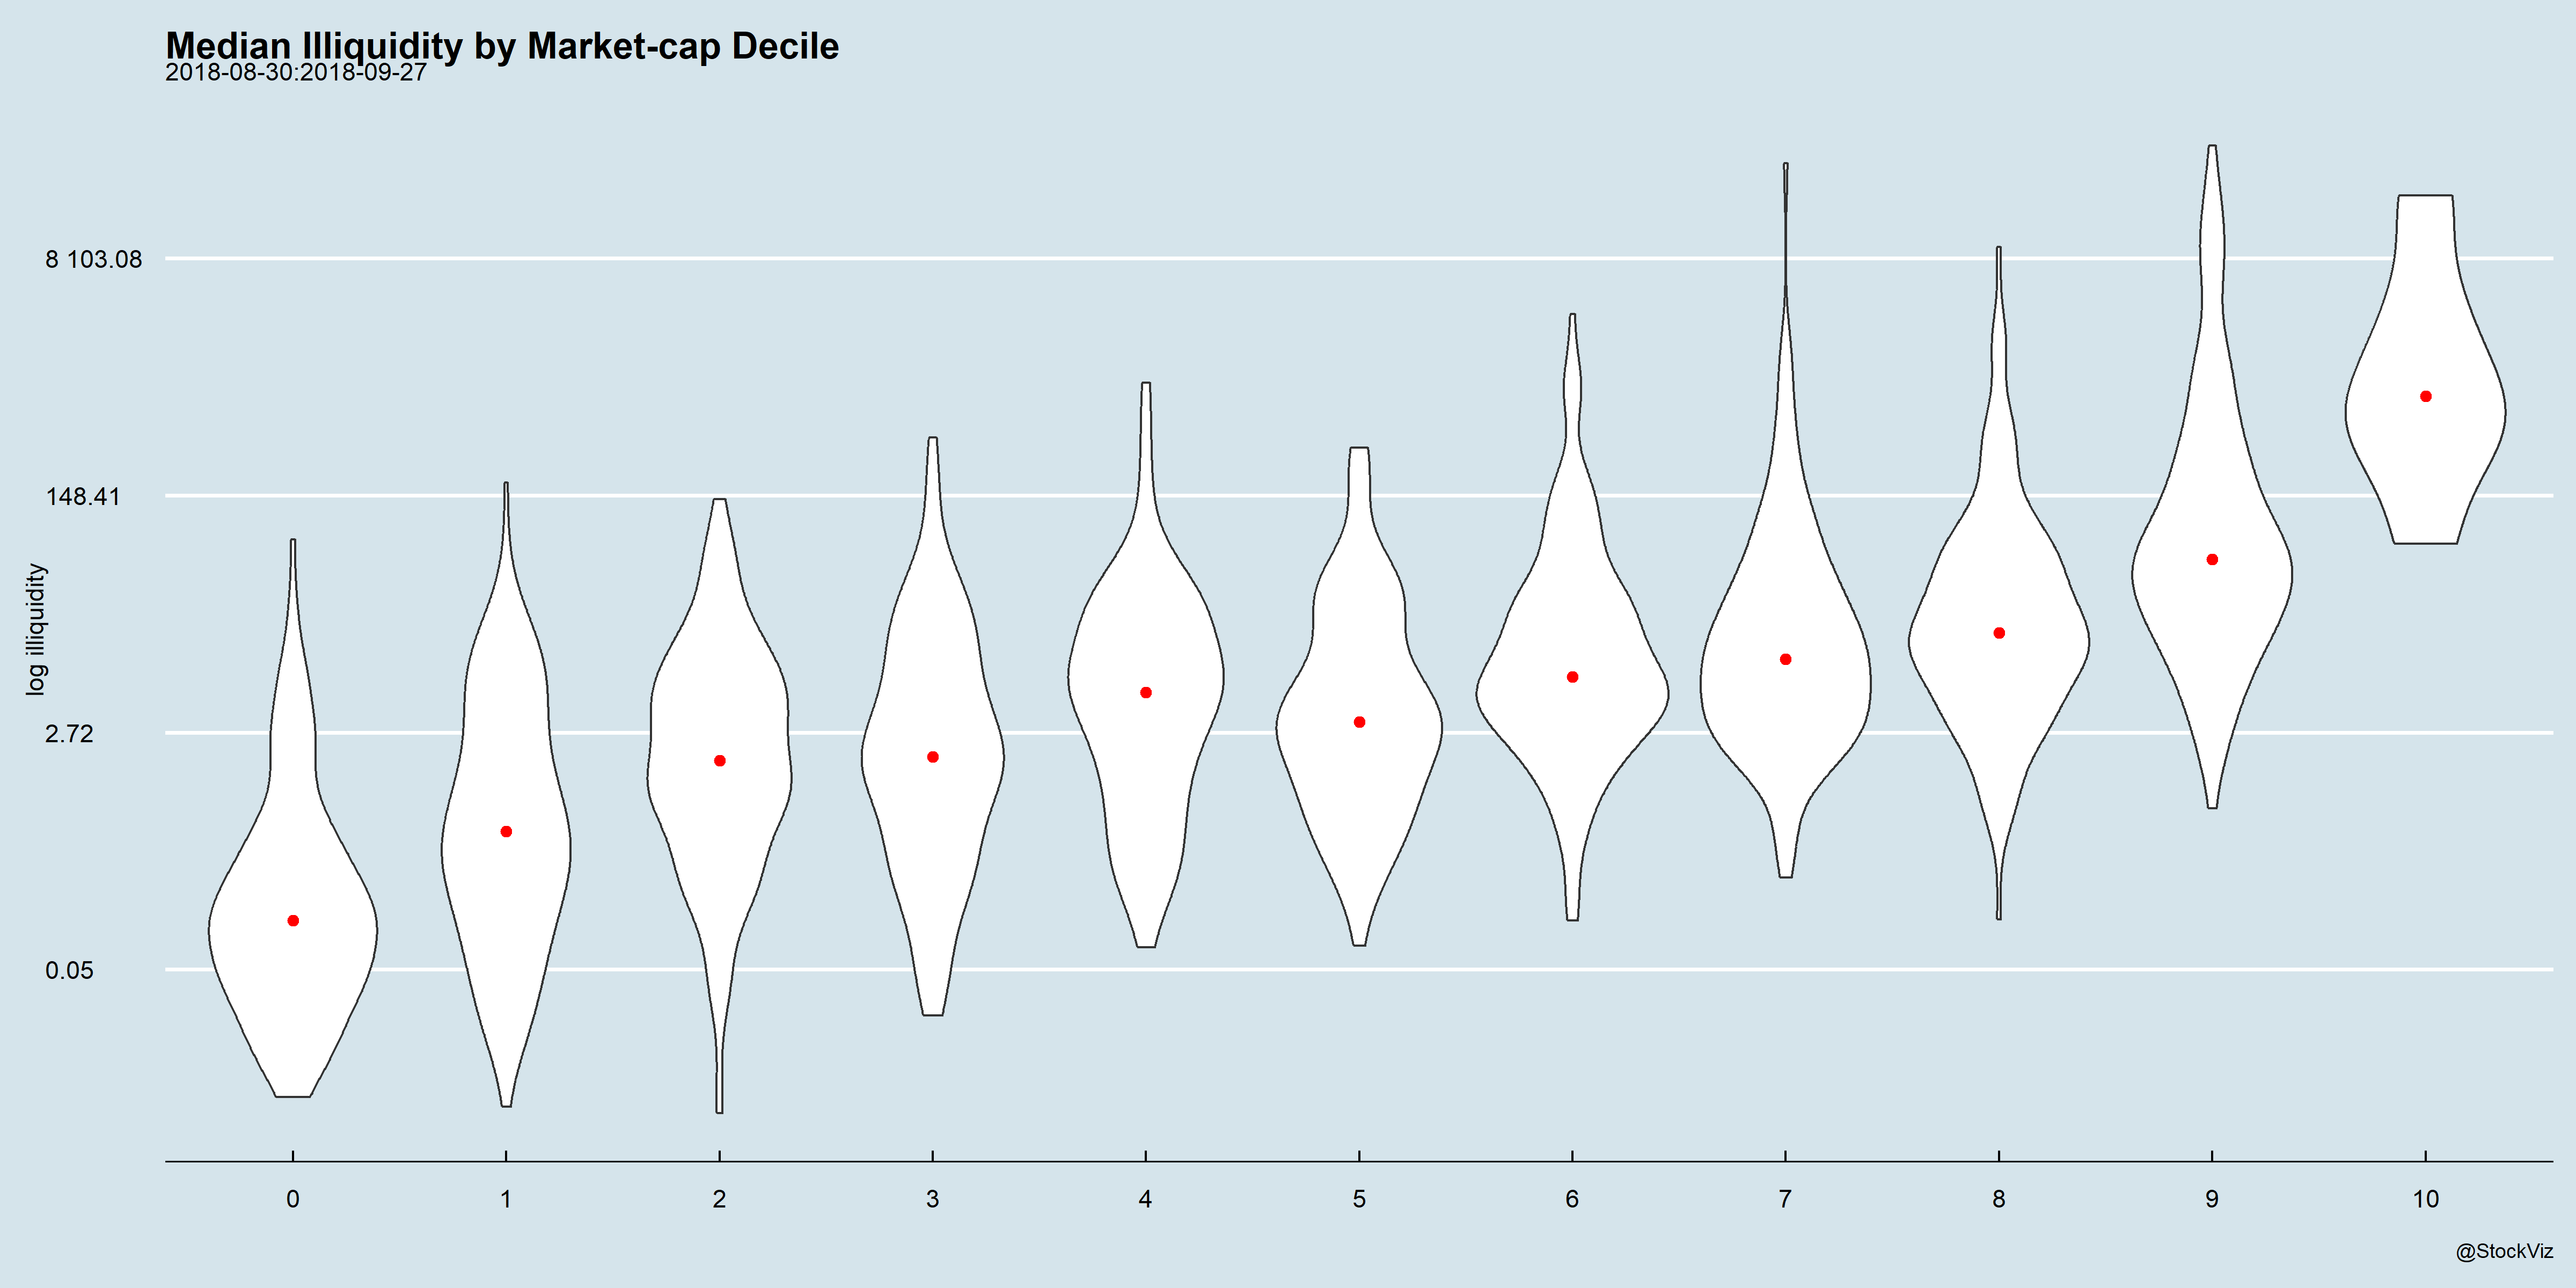 Median Illiquidity by Market-cap Decile
2018-08-30:2018-09-27
log illiquidity
8 103.08
148.41
2.72
0.05
0 1 2 3 4 5 6 7 8 9 10
@StockViz